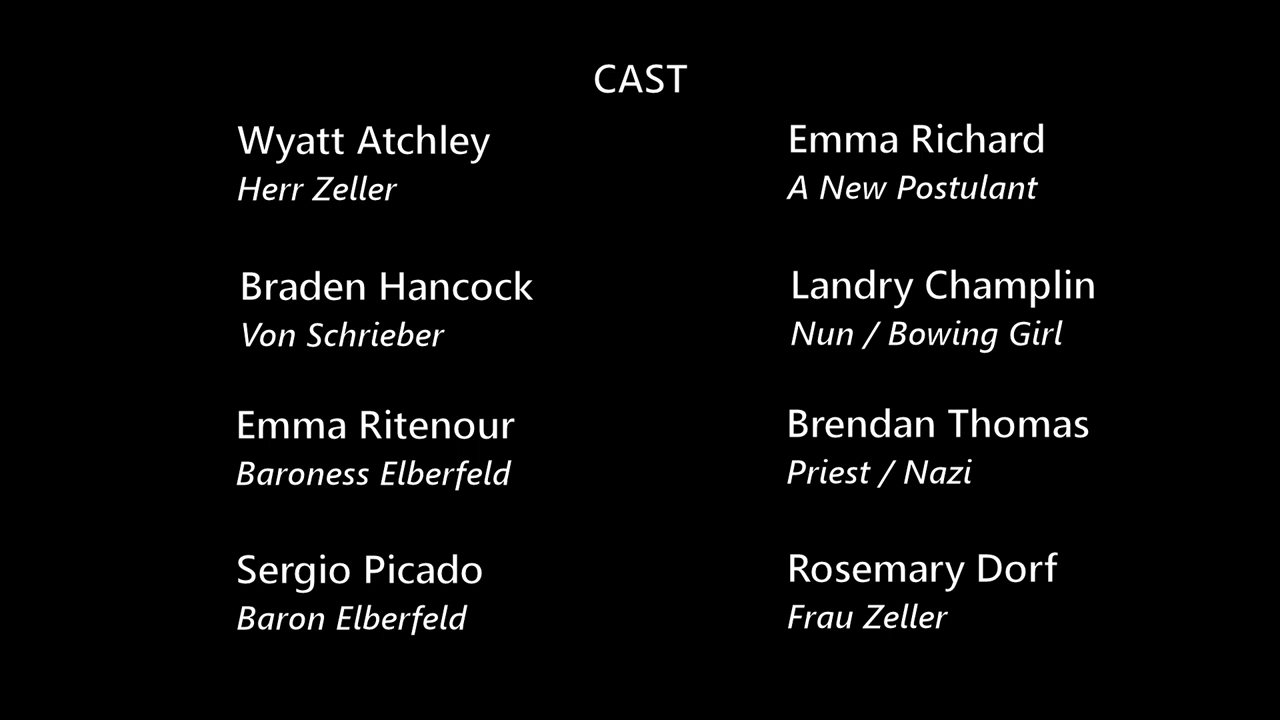 CAST
Wyatt Atchley
Herr Zeller
Emma Richard
A New Postulant
Braden Hancock
Von Schrieber
Landry Champlin
Nun / Bowing Girl
Emma Ritenour
Baroness Elberfeld
Brendan Thomas
Priest / Nazi
Sergio Picado
Baron Elberfeld
Rosemary Dorf
Frau Zeller